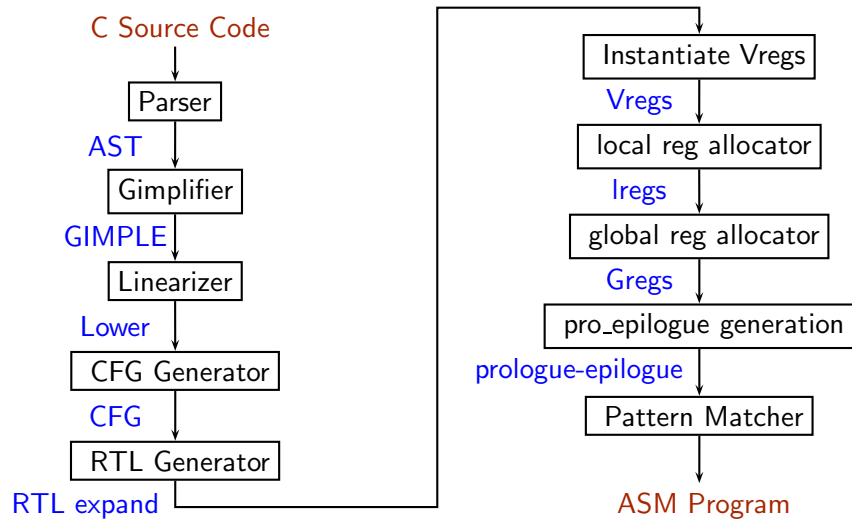 C Source Code
Parser
AST
Gimplifier
GIMPLE
Linearizer
Lower
CFG Generator
CFG
RTL Generator
RTL expand
Instantiate Vregs
Vregs
local reg allocator
lregs
global reg allocator
Gregs
pro_epilogue generation
prologue-epilogue
Pattern Matcher
ASM Program